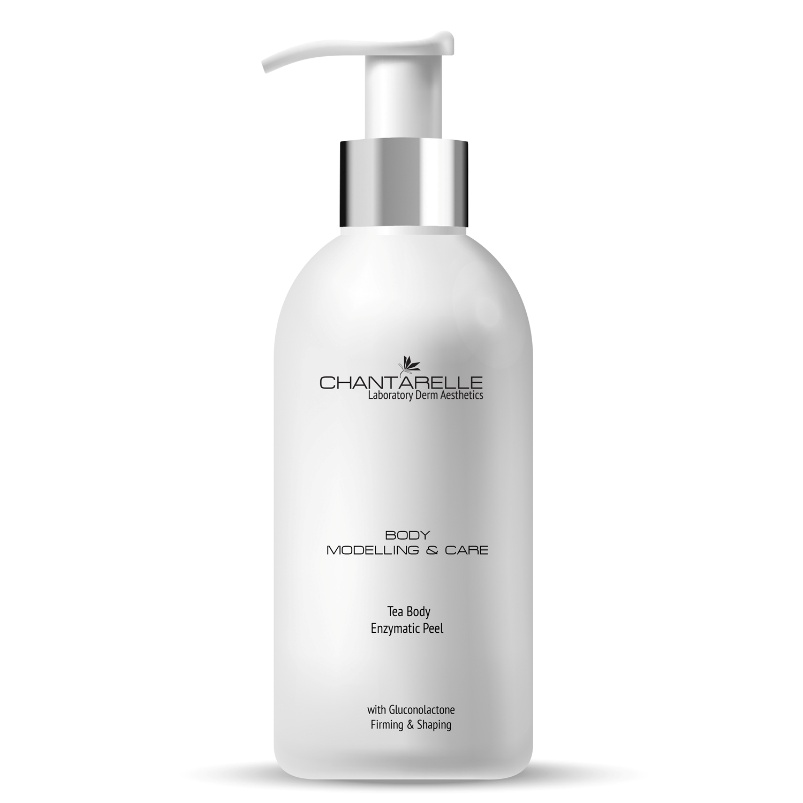 CHANTARELLE
Laboratory Derm Aesthetics
BODY
MODELLING & CARE
Tea Body
Enzymatic Peel
with Gluconolactone
Firming & Shaping